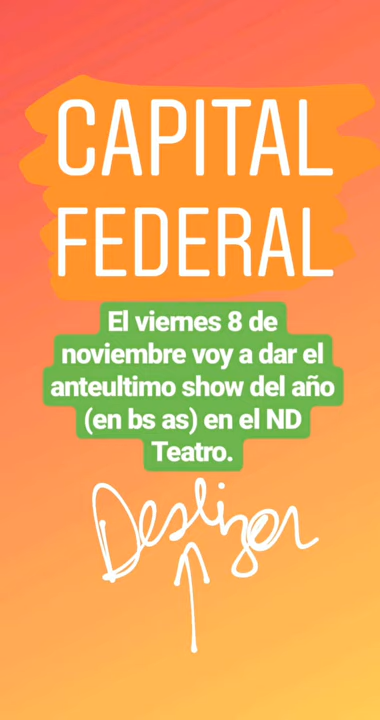 CAPITAL
FEDERAL
El viernes 8 de
noviembre voy a dar el
anteultimo show del año
(en bs as) en el ND
Teatro.
Deslizar